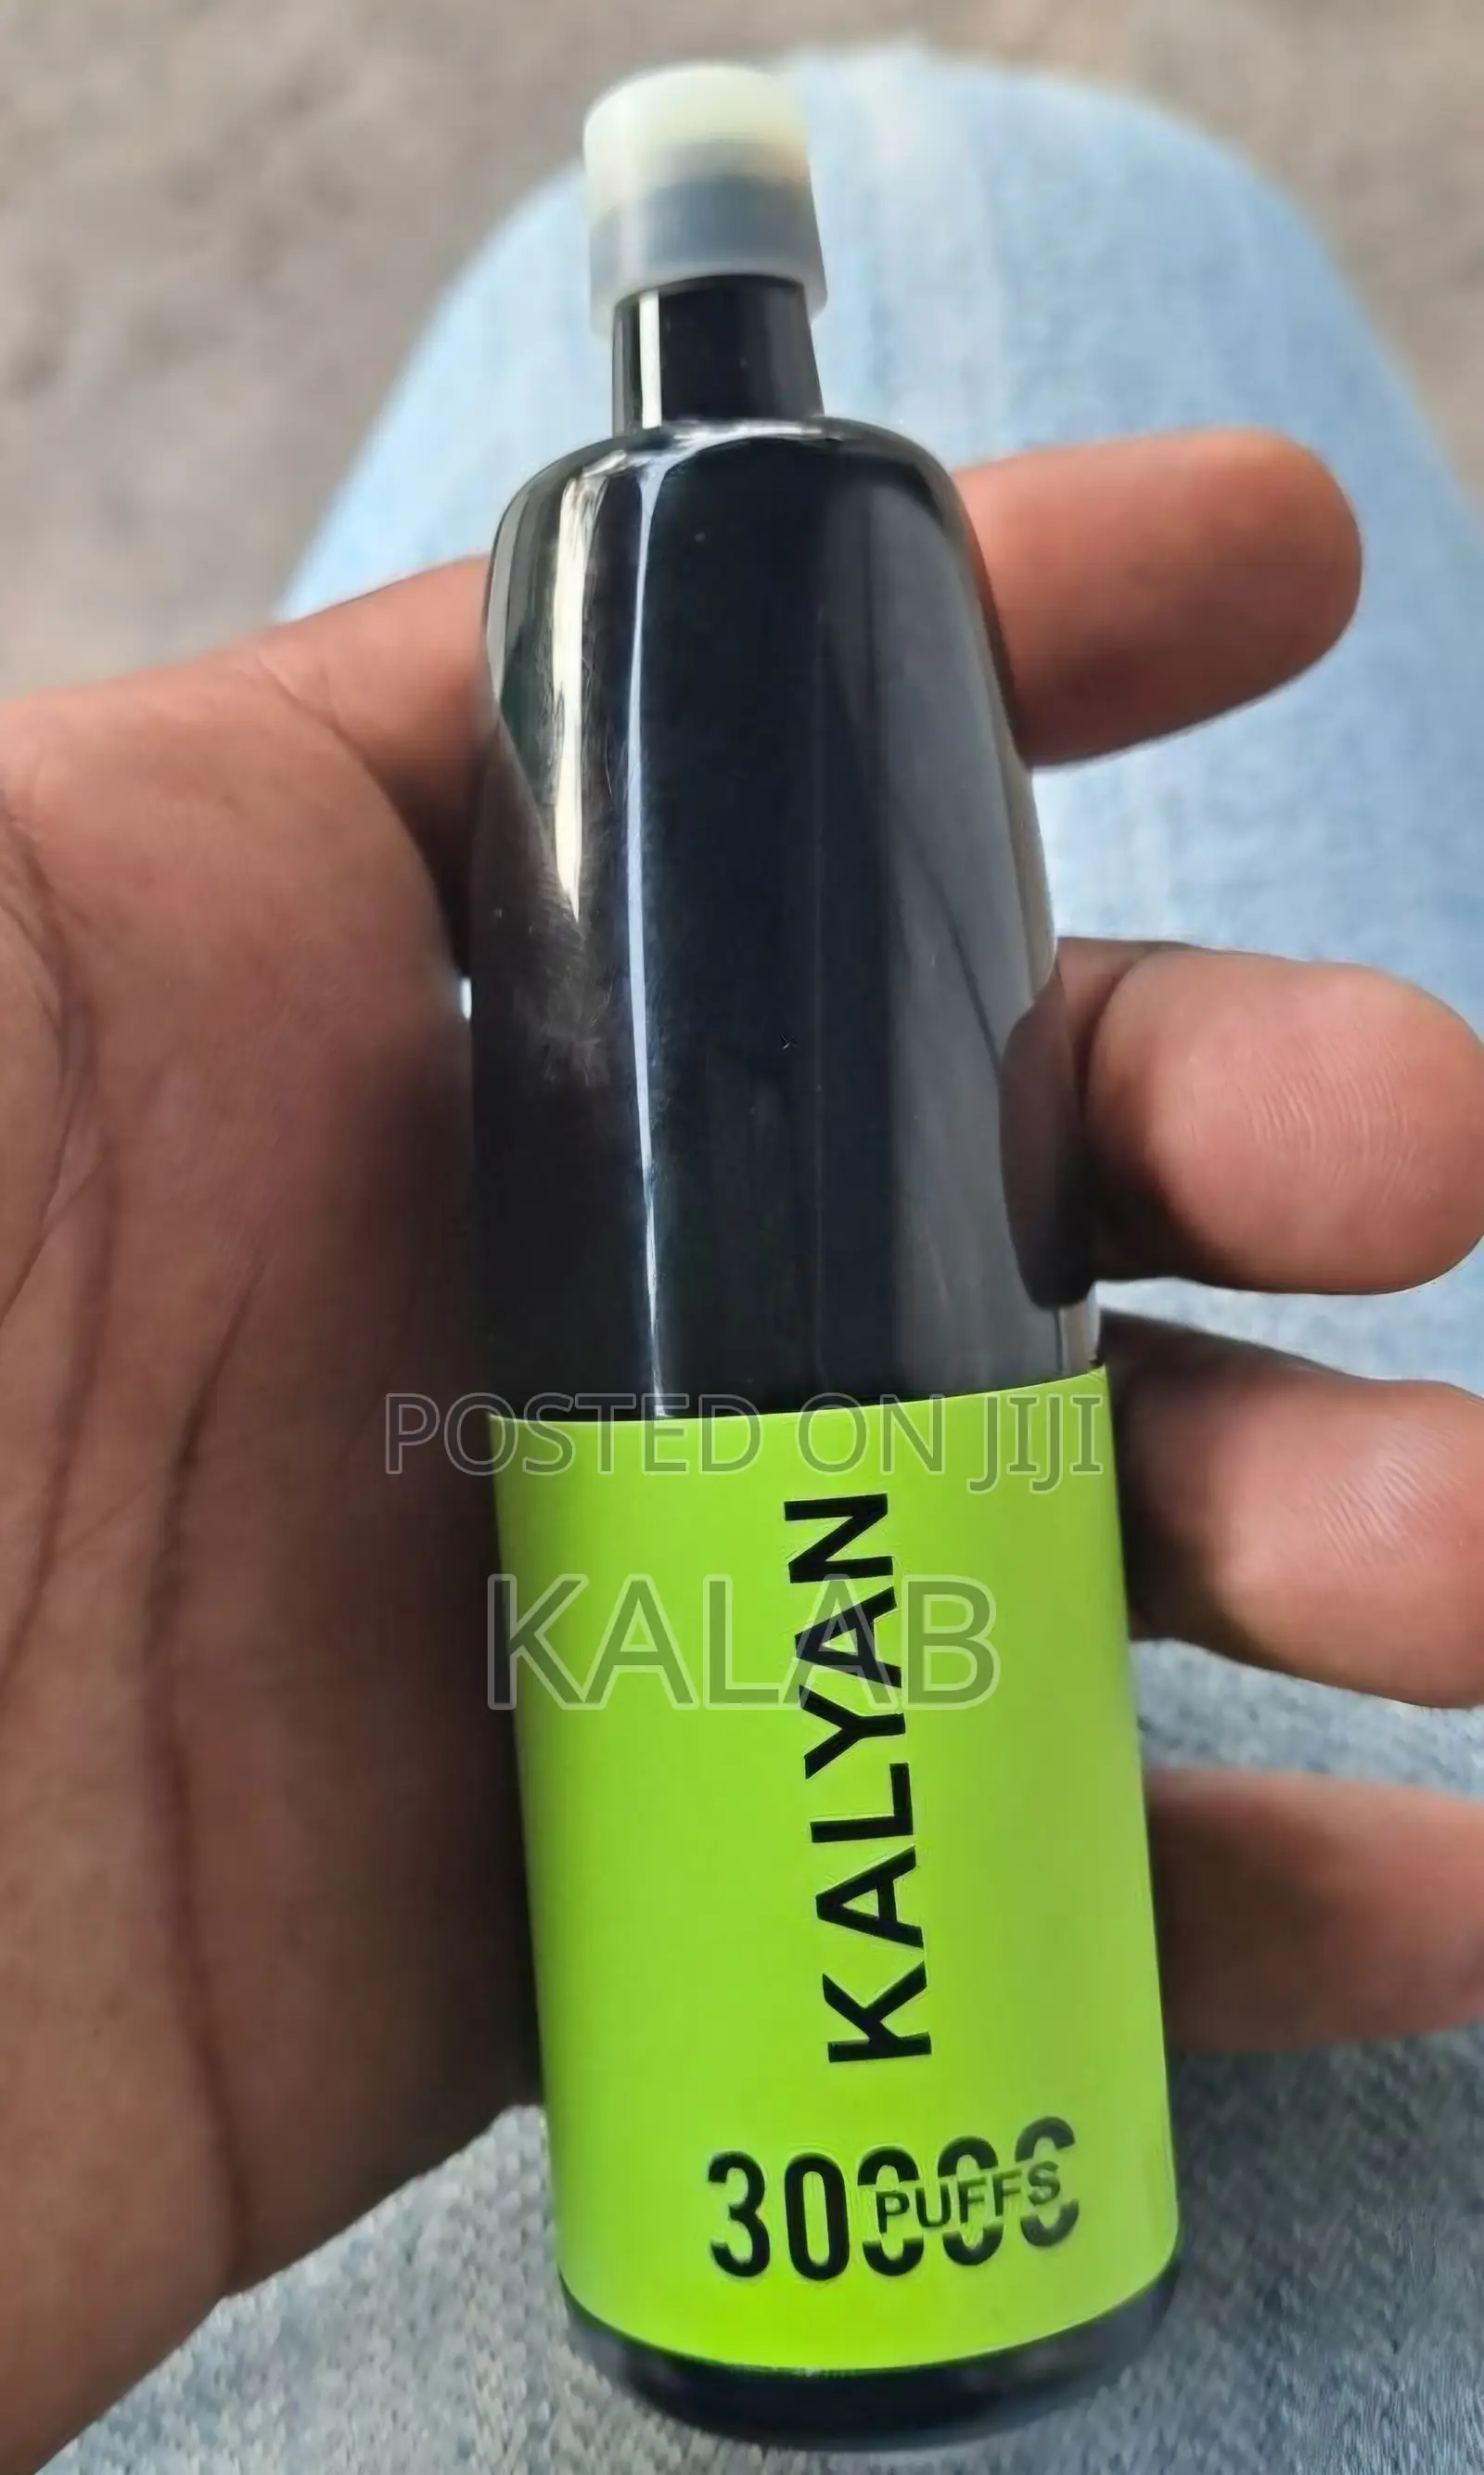 POSTED ON JIJI
KALAB
KALYAN
30000
PUFFS